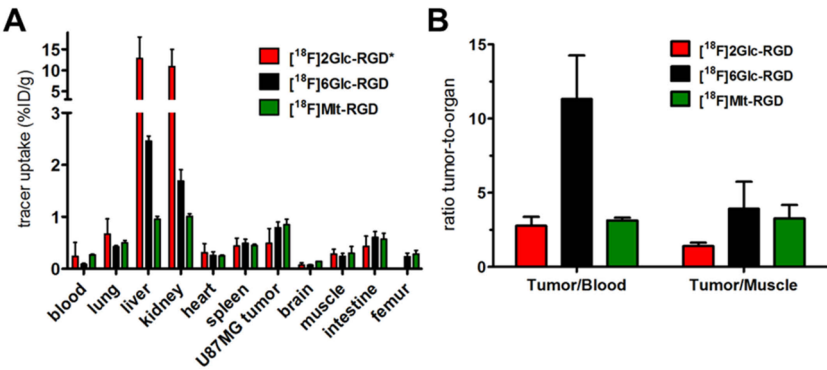 A
tracer uptake (%ID/g)
15
10
5
3
2
1
0
[¹⁸F]2Glc-RGD*
[¹⁸F]6Glc-RGD
[¹⁸F]Mlt-RGD
blood
lung
liver
kidney
heart
spleen
U87MG tumor
brain
muscle
intestine
femur
B
ratio tumor-to-organ
15
10
5
0
[¹⁸F]2Glc-RGD
[¹⁸F]6Glc-RGD
[¹⁸F]Mlt-RGD
Tumor/Blood
Tumor/Muscle